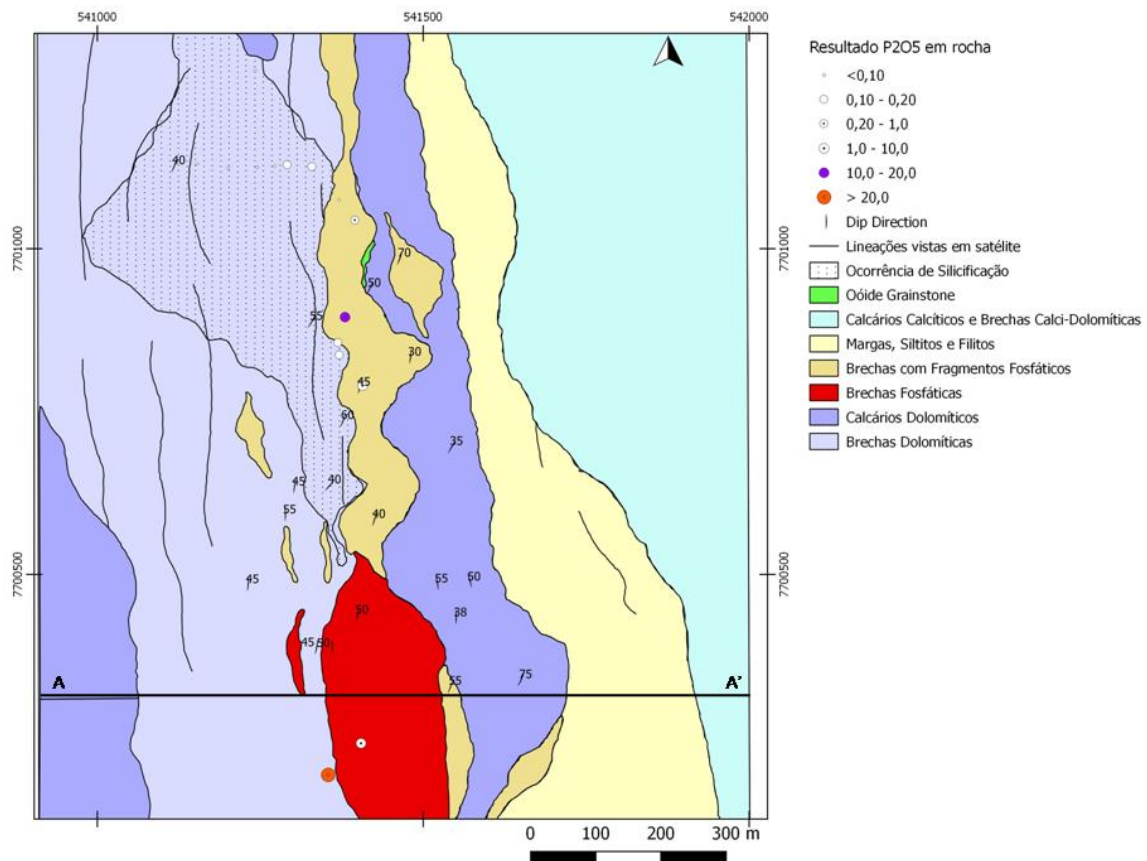 541000
541500
542000
7701000
7701000
7700500
7700500
40
70
50
55
30
45
60
35
45
40
55
40
45
55
50
50
38
45
50
75
55
A
A'
0
100
200
300 m
Resultado P2O5 em rocha
<0,10
0,10 - 0,20
0,20 - 1,0
1,0 - 10,0
10,0 - 20,0
> 20,0
Dip Direction
Lineações vistas em satélite
Ocorrência de Silicificação
Oóide Grainstone
Calcários Calcíticos e Brechas Calci-Dolomíticas
Margas, Siltitos e Filitos
Brechas com Fragmentos Fosfáticos
Brechas Fosfáticas
Calcários Dolomíticos
Brechas Dolomíticas